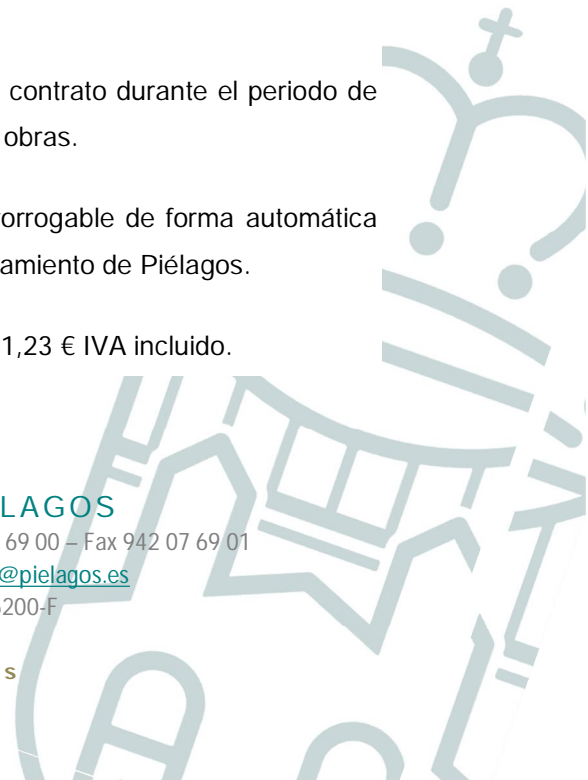 contrato durante el periodo de
obras.
orrogable de forma automática
amiento de Piélagos.
1,23 € IVA incluido.
LAGOS
69 00 – Fax 942 07 69 01
@pielagos.es
200-F
s